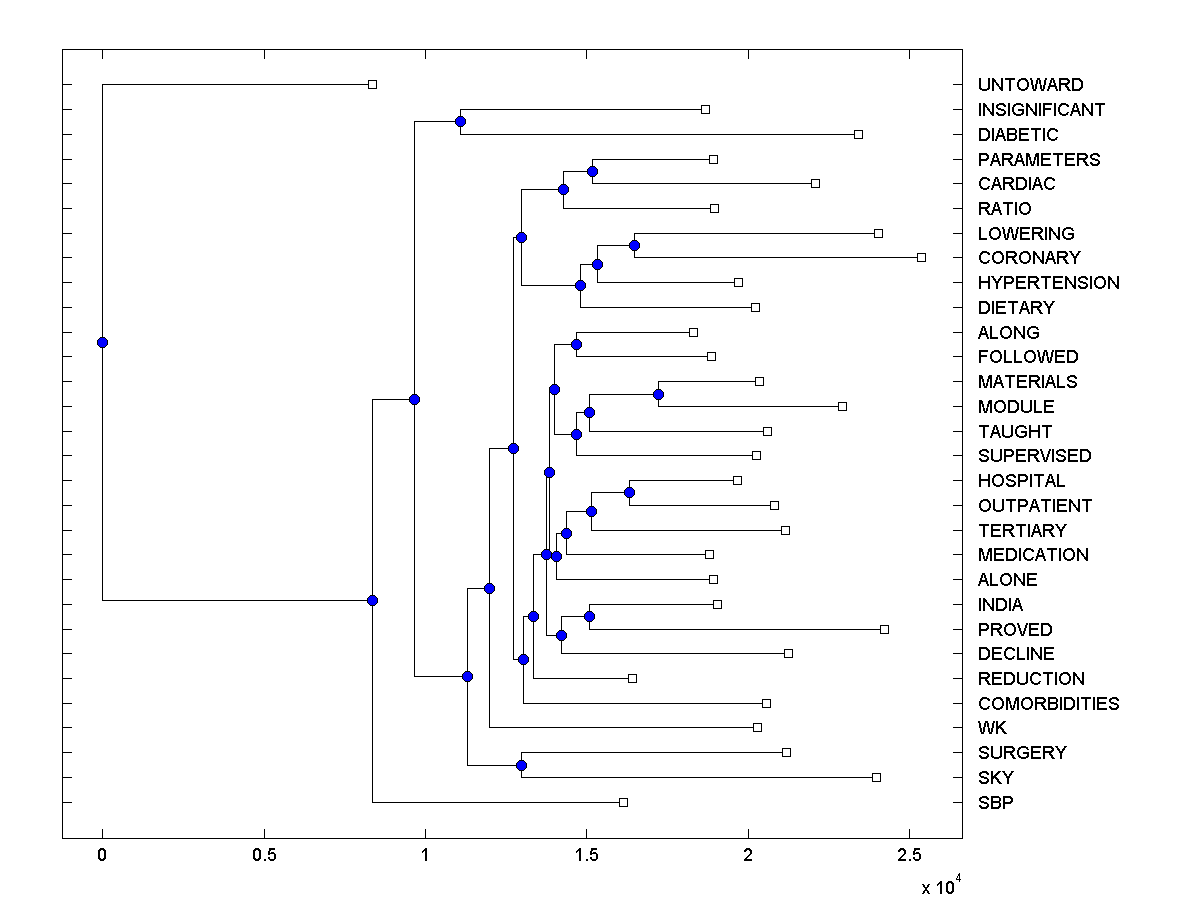 UNTOWARD
INSIGNIFICANT
DIABETIC
PARAMETERS
CARDIAC
RATIO
LOWERING
CORONARY
HYPERTENSION
DIETARY
ALONG
FOLLOWED
MATERIALS
MODULE
TAUGHT
SUPERVISED
HOSPITAL
OUTPATIENT
TERTIARY
MEDICATION
ALONE
INDIA
PROVED
DECLINE
REDUCTION
COMORBIDITIES
WK
SURGERY
SKY
SBP
0 0.5 1 1.5 2 2.5
x 10^4